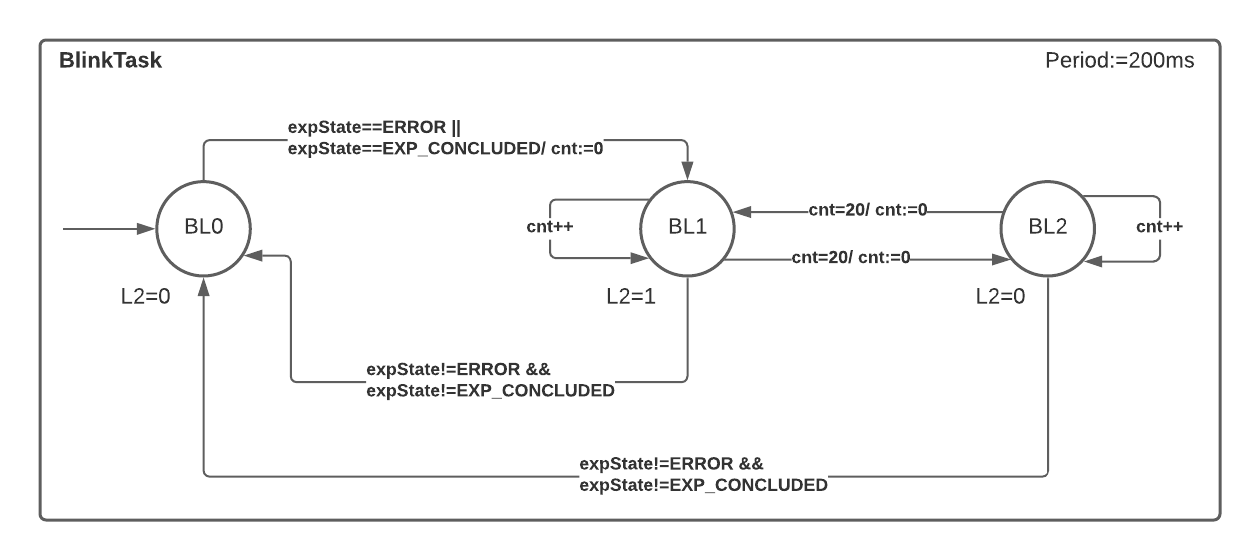 BlinkTask
Period:=200ms
expState==ERROR ||
expState==EXP_CONCLUDED/ cnt:=0
BL0
BL1
BL2
cnt++
cnt=20/ cnt:=0
cnt++
cnt=20/ cnt:=0
L2=0
L2=1
L2=0
expState!=ERROR &&
expState!=EXP_CONCLUDED
expState!=ERROR &&
expState!=EXP_CONCLUDED